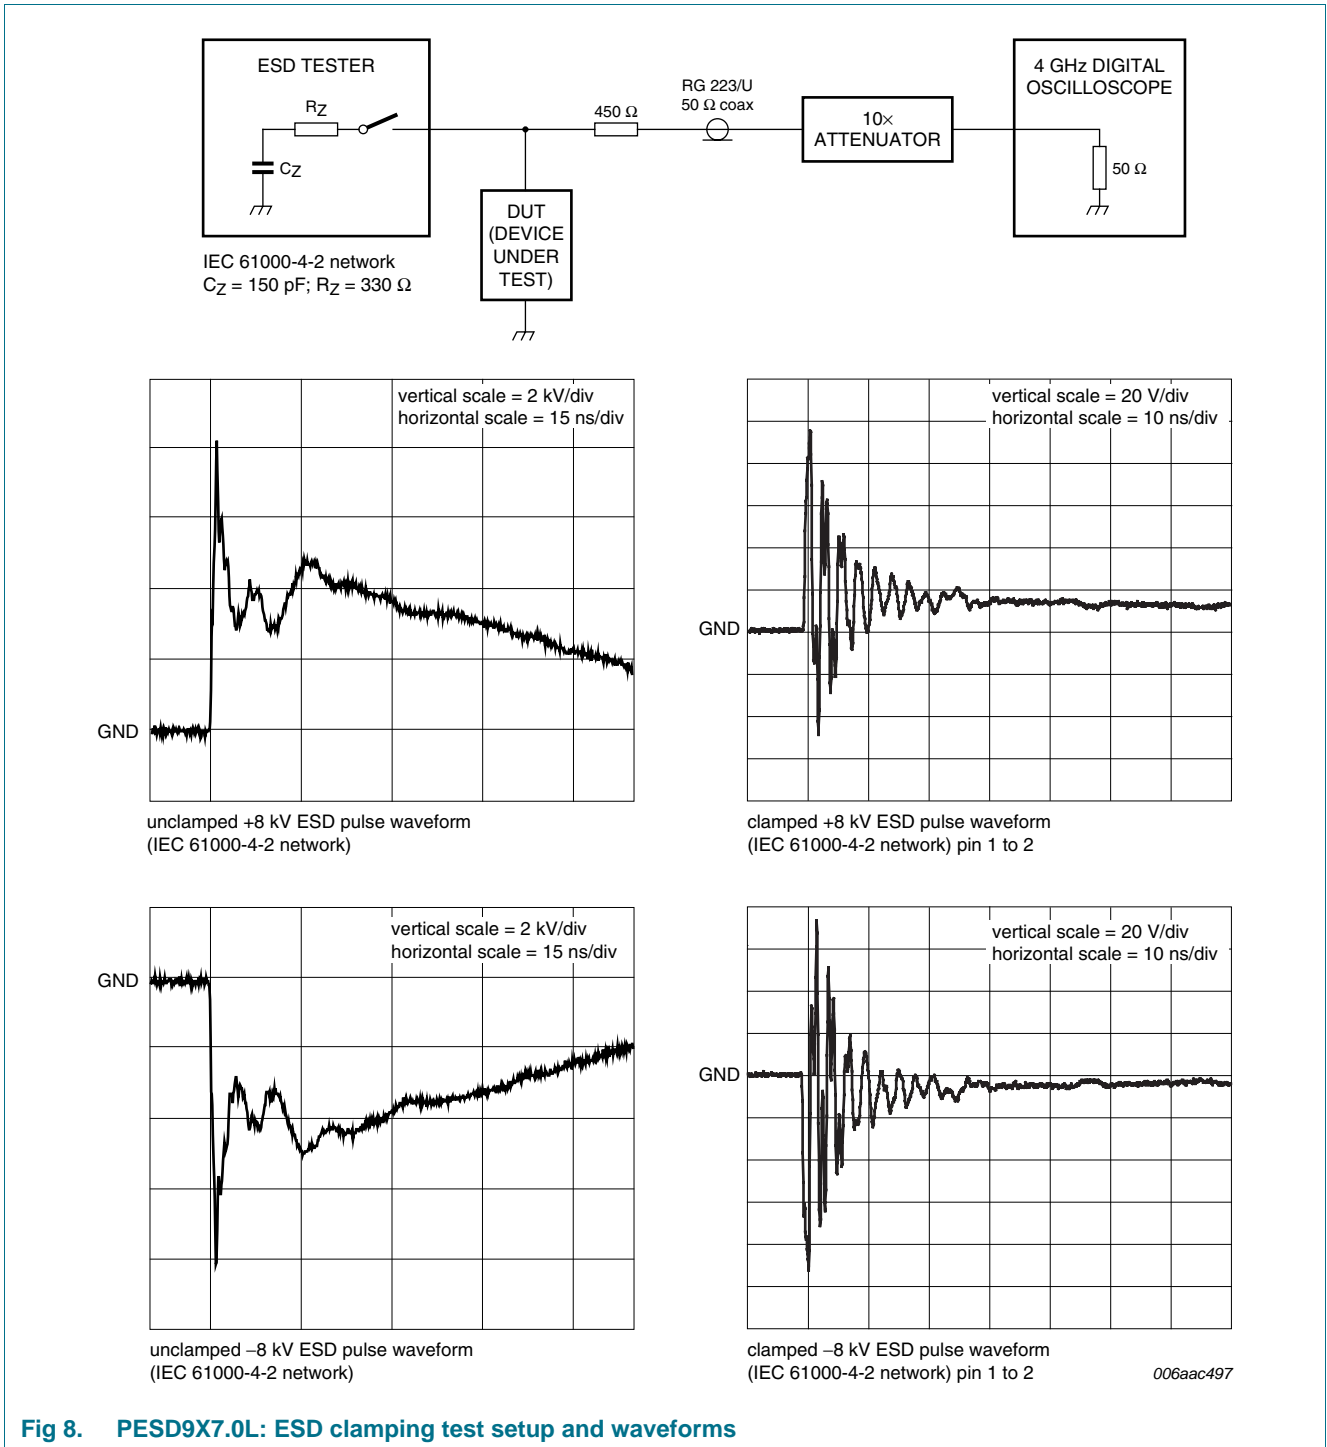 ESD TESTER
RZ
CZ
IEC 61000-4-2 network
CZ = 150 pF; RZ = 330 Ω
DUT
(DEVICE
UNDER
TEST)
450 Ω
RG 223/U
50 Ω coax
10×
ATTENUATOR
4 GHz DIGITAL
OSCILLOSCOPE
50 Ω
vertical scale = 2 kV/div
horizontal scale = 15 ns/div
GND
unclamped +8 kV ESD pulse waveform
(IEC 61000-4-2 network)
vertical scale = 20 V/div
horizontal scale = 10 ns/div
GND
clamped +8 kV ESD pulse waveform
(IEC 61000-4-2 network) pin 1 to 2
vertical scale = 2 kV/div
horizontal scale = 15 ns/div
GND
unclamped −8 kV ESD pulse waveform
(IEC 61000-4-2 network)
vertical scale = 20 V/div
horizontal scale = 10 ns/div
GND
clamped −8 kV ESD pulse waveform
(IEC 61000-4-2 network) pin 1 to 2
006aac497
Fig 8. PESD9X7.0L: ESD clamping test setup and waveforms